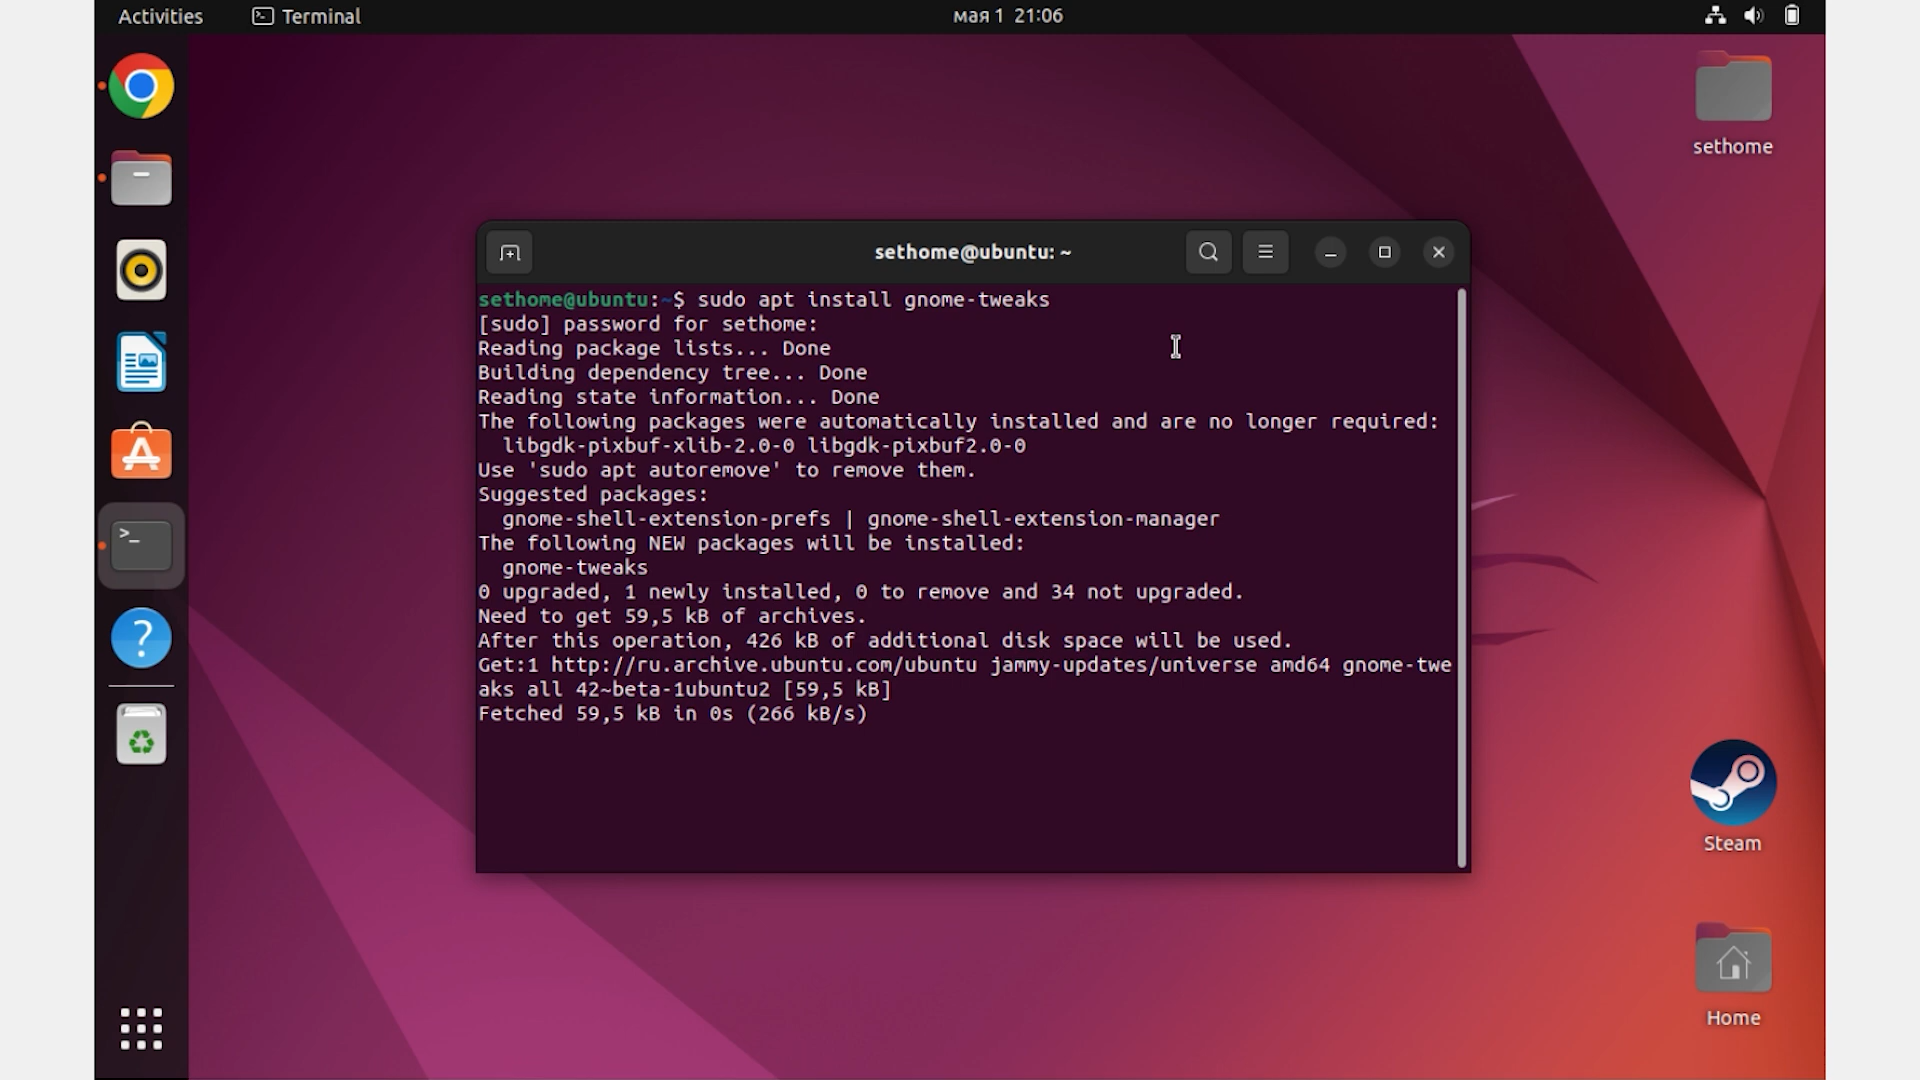 Activities
Terminal
мая 1 21:06
sethome
sethome@ubuntu: ~
sethome@ubuntu:~$ sudo apt install gnome-tweaks
[sudo] password for sethome:
Reading package lists... Done
Building dependency tree... Done
Reading state information... Done
The following packages were automatically installed and are no longer required:
libgdk-pixbuf-xlib-2.0-0 libgdk-pixbuf2.0-0
Use 'sudo apt autoremove' to remove them.
Suggested packages:
gnome-shell-extension-prefs | gnome-shell-extension-manager
The following NEW packages will be installed:
gnome-tweaks
0 upgraded, 1 newly installed, 0 to remove and 34 not upgraded.
Need to get 59,5 kB of archives.
After this operation, 426 kB of additional disk space will be used.
Get:1 http://ru.archive.ubuntu.com/ubuntu jammy-updates/universe amd64 gnome-twe
aks all 42~beta-1ubuntu2 [59,5 kB]
Fetched 59,5 kB in 0s (266 kB/s)
Steam
Home